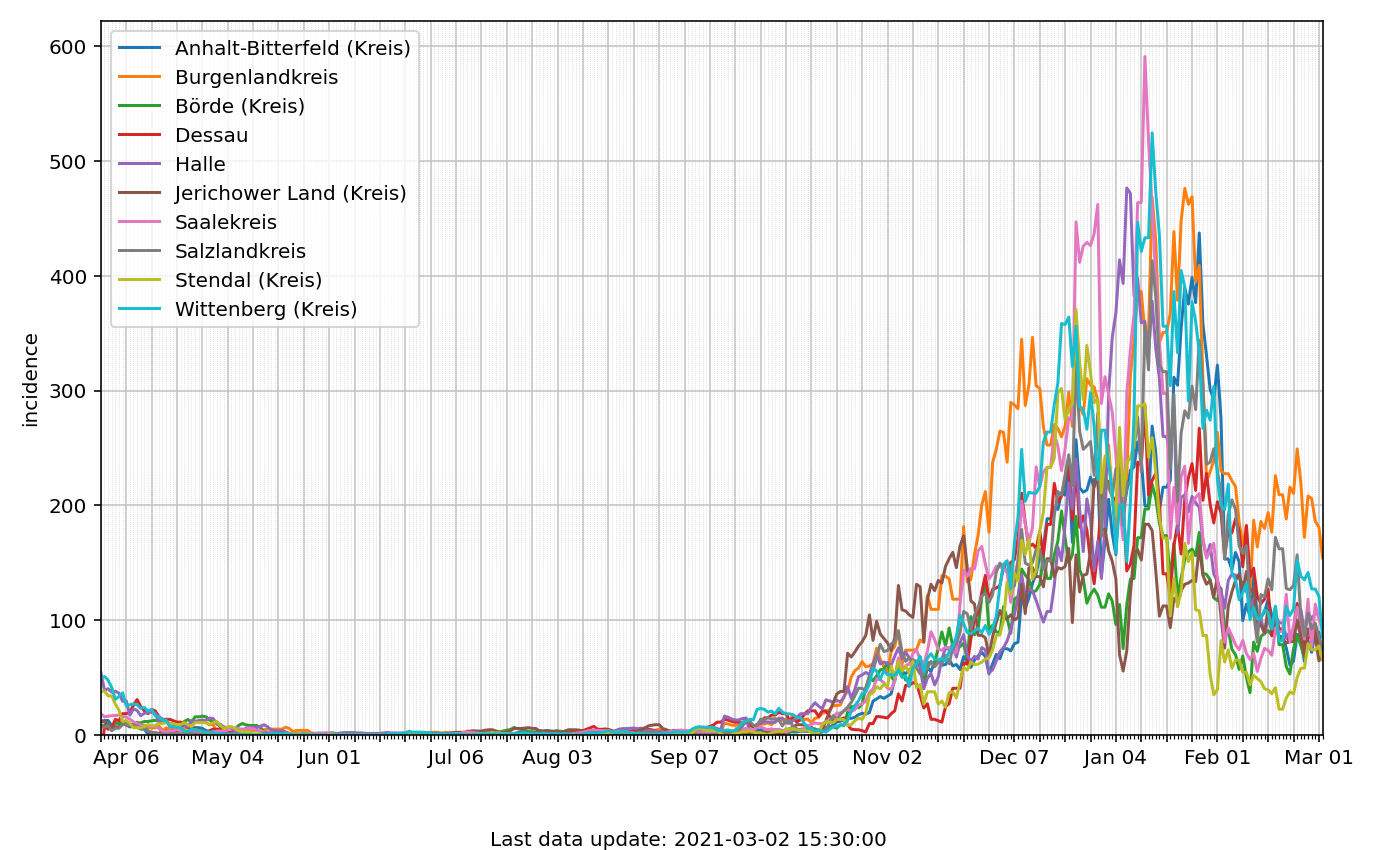 600
500
400
300
200
100
0
incidence
Anhalt-Bitterfeld (Kreis)
Burgenlandkreis
Börde (Kreis)
Dessau
Halle
Jerichower Land (Kreis)
Saalekreis
Salzlandkreis
Stendal (Kreis)
Wittenberg (Kreis)
Apr 06 May 04 Jun 01 Jul 06 Aug 03 Sep 07 Oct 05 Nov 02 Dec 07 Jan 04 Feb 01 Mar 01
Last data update: 2021-03-02 15:30:00